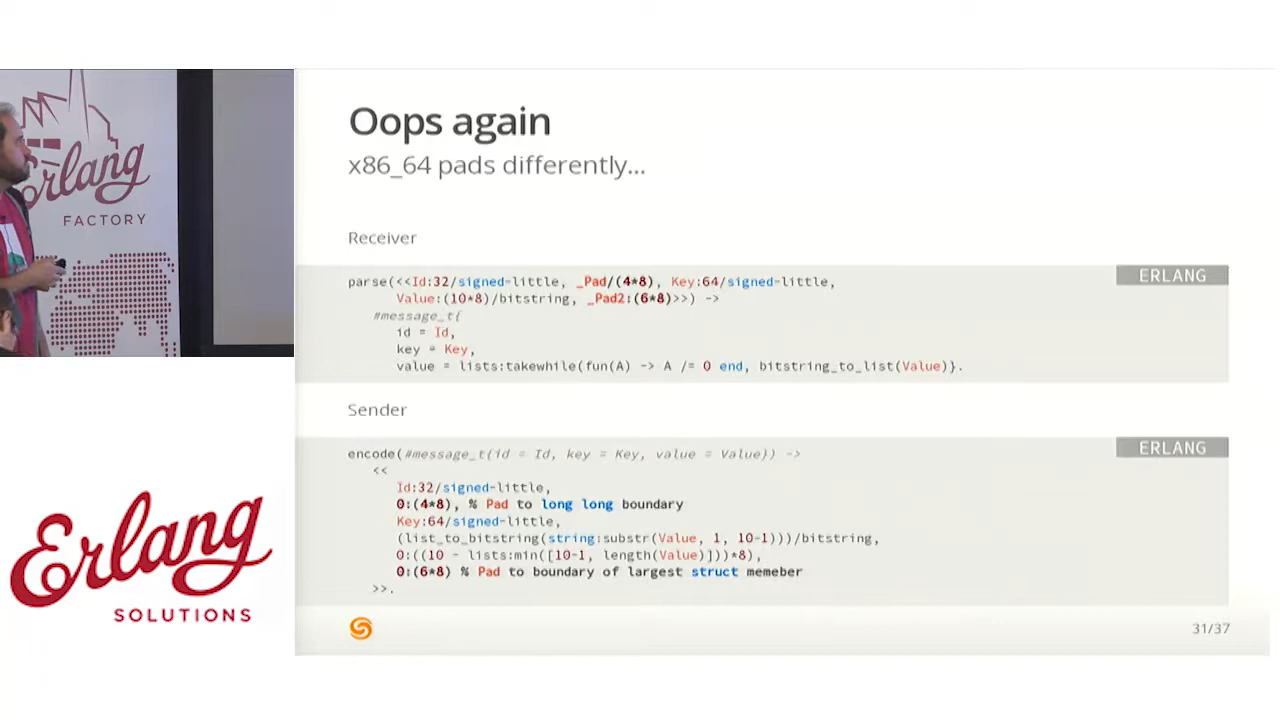 Erlang
FACTORY
Oops again
x86_64 pads differently...
Receiver
ERLANG
parse(<<Id:32/signed-little, _Pad/(4*8), Key:64/signed-little,
Value:(10*8)/bitstring, _Pad2:(6*8)>>) ->
#message_t{
id = Id,
key = Key,
value = lists:takewhile(fun(A) -> A /= 0 end, bitstring_to_list(Value)}.
Sender
ERLANG
encode(#message_t{id = Id, key = Key, value = Value}) ->
<<
Id:32/signed-little,
0:(4*8), % Pad to long long boundary
Key:64/signed-little,
(list_to_bitstring(string:substr(Value, 1, 10-1)))/bitstring,
0:((10 - lists:min([10-1, length(Value)]))*8),
0:(6*8) % Pad to boundary of largest struct memeber
>>.
31/37
Erlang
SOLUTIONS